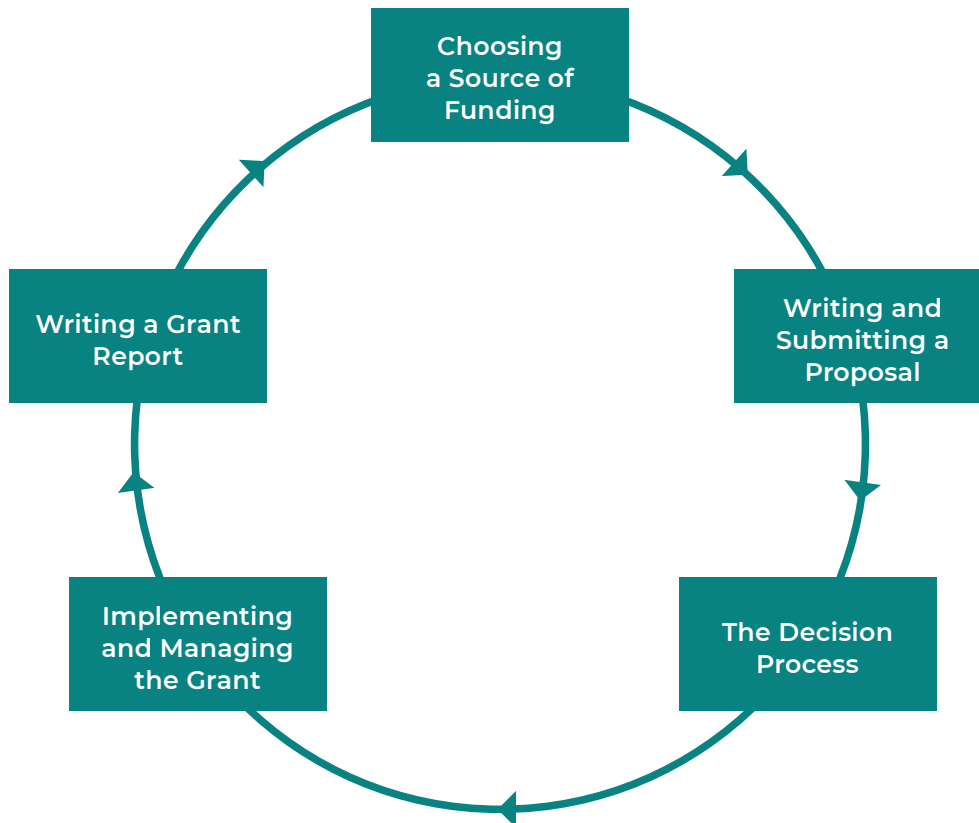 Choosing
a Source of
Funding
Writing and
Submitting a
Proposal
The Decision
Process
Implementing
and Managing
the Grant
Writing a Grant
Report